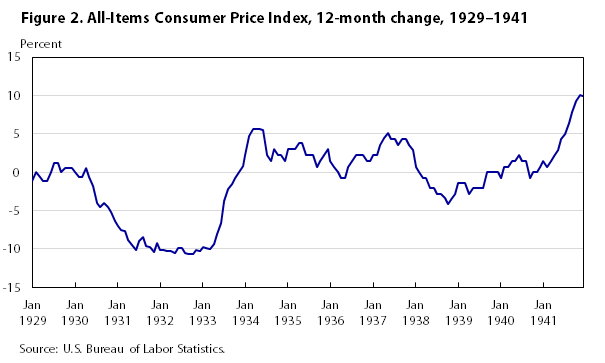 Figure 2. All-Items Consumer Price Index, 12-month change, 1929–1941
Percent
15
10
5
0
-5
-10
-15
Jan Jan Jan Jan Jan Jan Jan Jan Jan Jan Jan Jan Jan
1929 1930 1931 1932 1933 1934 1935 1936 1937 1938 1939 1940 1941
Source: U.S. Bureau of Labor Statistics.